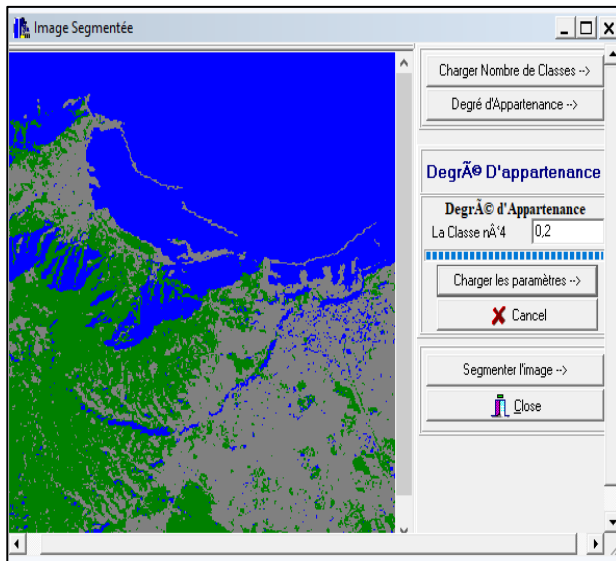 Image Segmentée
Charger Nombre de Classes -->
Degré d'Appartenance -->
DegrÃ© D'appartenance
DegrÃ© d'Appartenance
La Classe nÂ°4 0,2
Charger les paramètres -->
Cancel
Segmenter l'image -->
Close